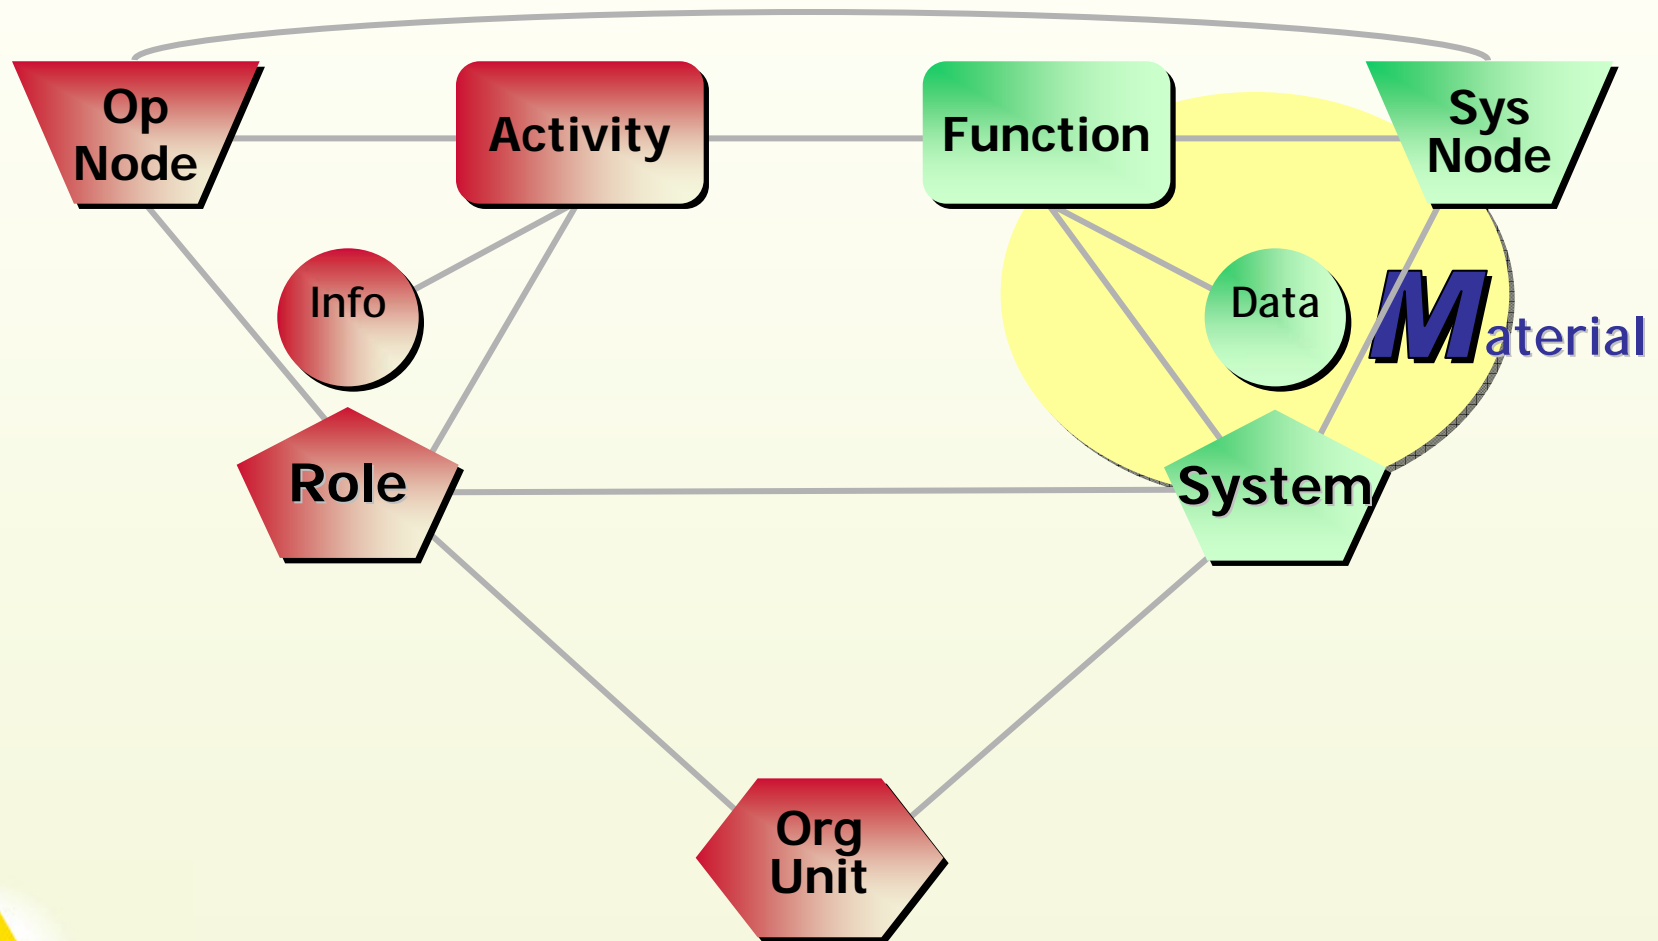 Op
Node
Activity
Function
Sys
Node
Info
Data
Material
Role
System
Org
Unit